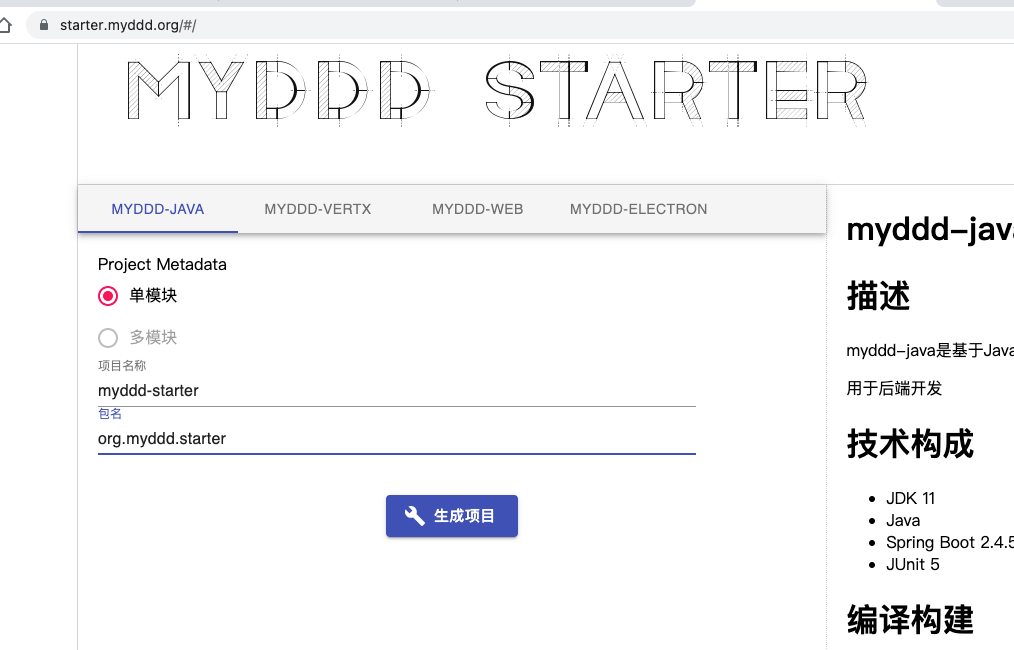 starter.myddd.org/#/
MYDDD STARTER
MYDDD-JAVA MYDDD-VERTX MYDDD-WEB MYDDD-ELECTRON
Project Metadata
单模块
多模块
项目名称
myddd-starter
包名
org.myddd.starter
生成项目
myddd-java
描述
myddd-java是基于Java
用于后端开发
技术构成
JDK 11
Java
Spring Boot 2.4.5
JUnit 5
编译构建